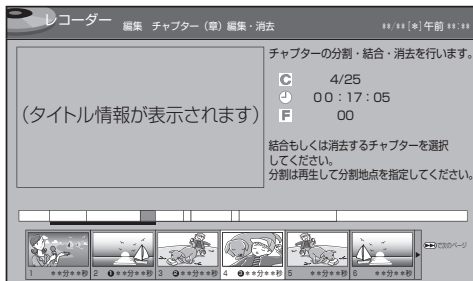 レコーダー 編集 チャプター（章）編集・消去 **/**[*]午前 **:**
チャプターの分割・結合・消去を行います。
(タイトル情報が表示されます)
C 4/25
00：17：05
F 00
結合もしくは消去するチャプターを選択
してください。
分割は再生して分割地点を指定してください。
1 **分**秒 2 ❶**分**秒 3 ❷**分**秒 4 ❸**分**秒 5 **分**秒 6 **分**秒
で次のページ